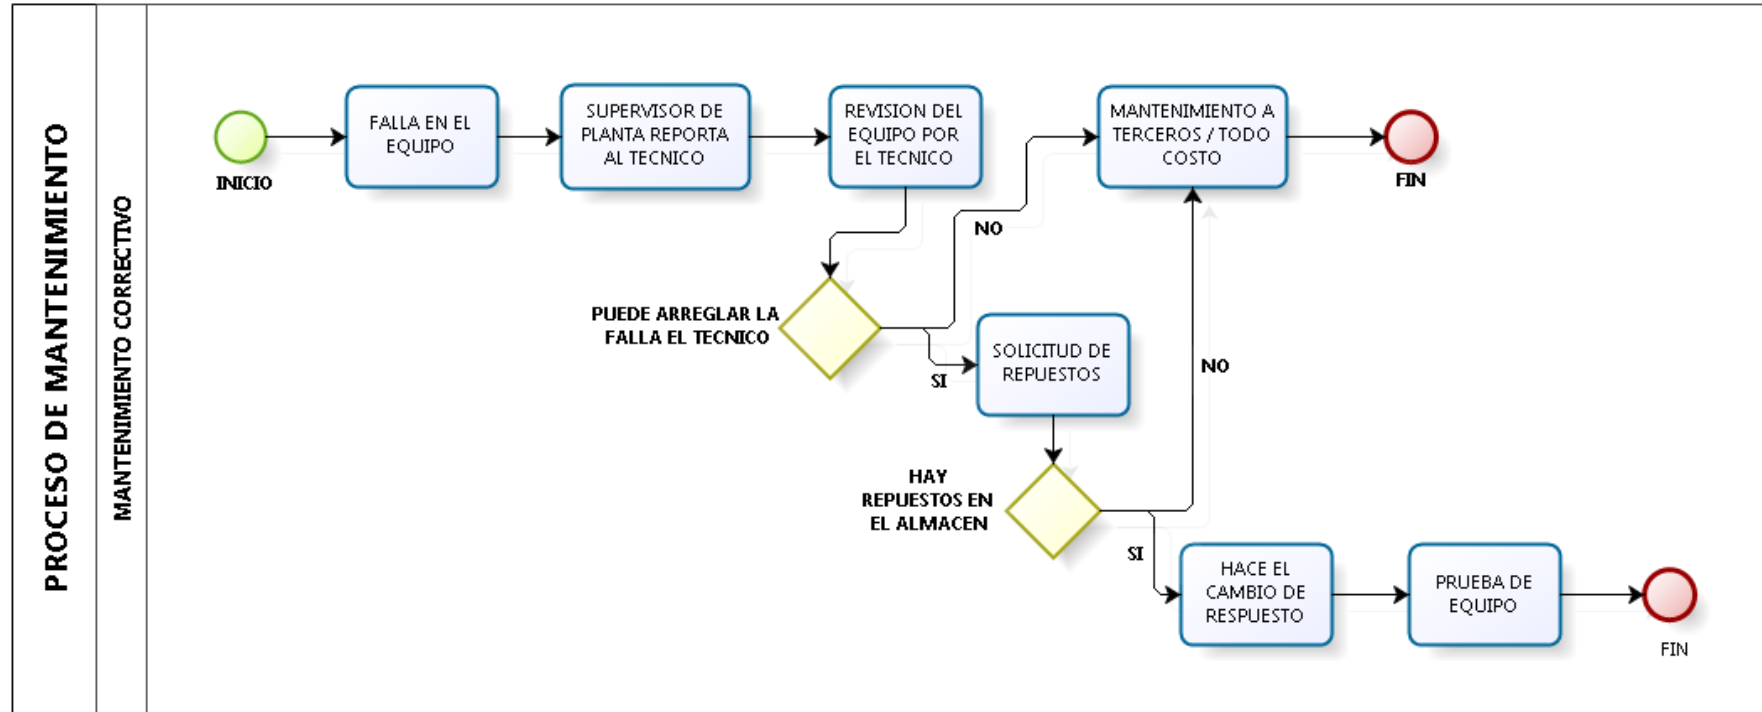 PROCESO DE MANTENIMIENTO
MANTENIMIENTO CORRECTIVO
INICIO
FALLA EN EL
EQUIPO
SUPERVISOR DE
PLANTA REPORTA
AL TECNICO
REVISION DEL
EQUIPO POR
EL TECNICO
MANTENIMIENTO A
TERCEROS / TODO
COSTO
FIN
NO
PUEDE ARREGLAR LA
FALLA EL TECNICO
SI
SOLICITUD DE
REPUESTOS
NO
HAY
REPUESTOS EN
EL ALMACEN
SI
HACE EL
CAMBIO DE
RESPUESTO
PRUEBA DE
EQUIPO
FIN